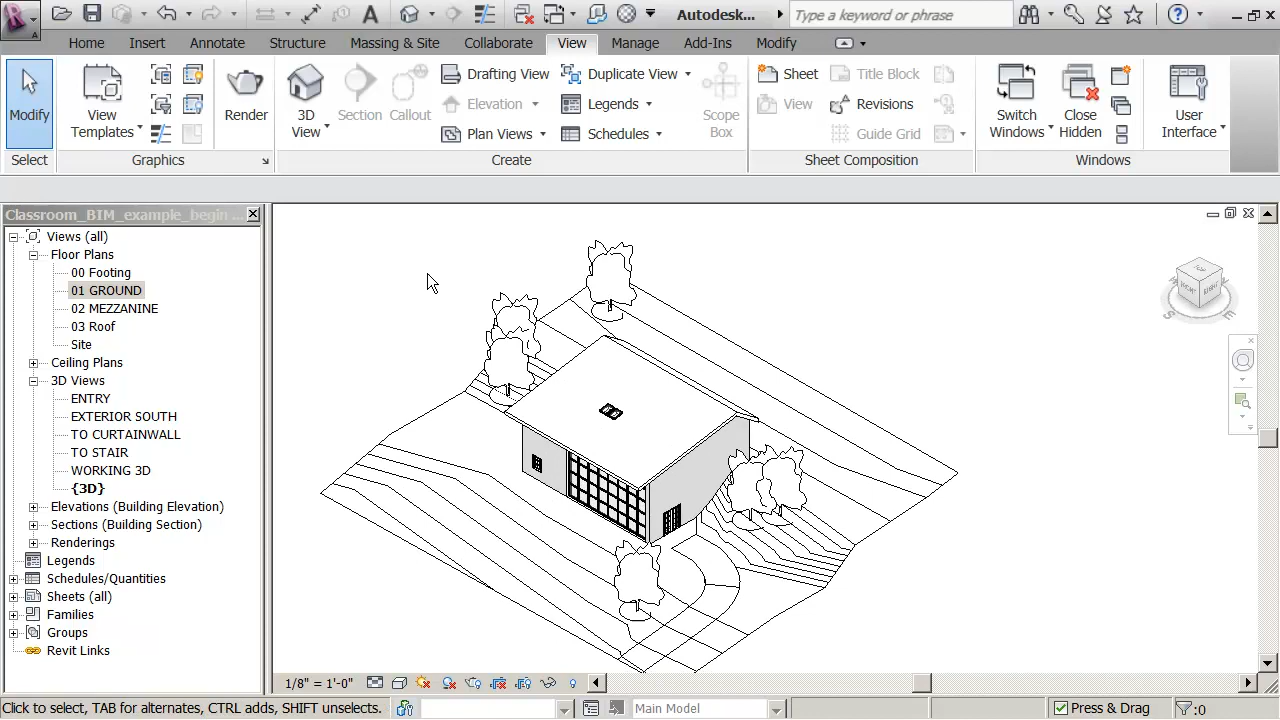 A
Autodesk...
Type a keyword or phrase
Home
Insert
Annotate
Structure
Massing & Site
Collaborate
View
Manage
Add-Ins
Modify
Modify
View
Templates
Render
3D
View
Section
Callout
Drifting View
Elevation
Plan Views
Duplicate View
Legends
Schedules
Scope
Box
Sheet
View
Title Block
Revisions
Guide Grid
Switch
Windows
Close
Hidden
User
Interface
Select
Graphics
Create
Sheet Composition
Windows
Classroom_BIM_example_begin ...
Views (all)
Floor Plans
00 Footing
01 GROUND
02 MEZZANINE
03 Roof
Site
Ceiling Plans
3D Views
ENTRY
EXTERIOR SOUTH
TO CURTAINWALL
TO STAIR
WORKING 3D
{3D}
Elevations (Building Elevation)
Sections (Building Section)
Renderings
Legends
Schedules/Quantities
Sheets (all)
Families
Groups
Revit Links
TOP
FRONT
RIGHT
S
E
1/8" = 1'-0"
Click to select, TAB for alternates, CTRL adds, SHIFT unselects.
Main Model
Press & Drag
:0